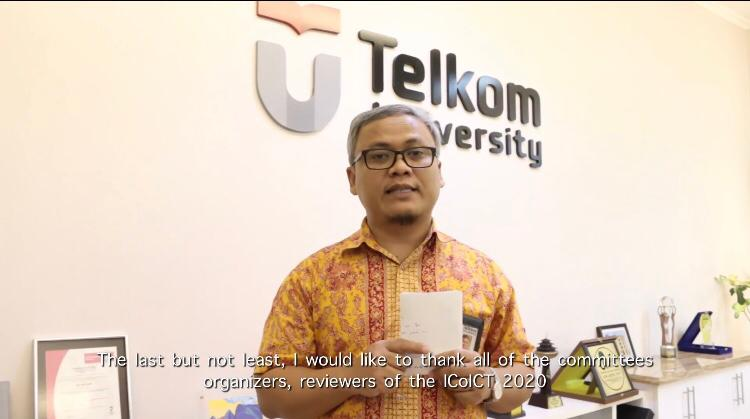 Telkom
University
The last but not least, I would like to thank all of the committees
organizers, reviewers of the ICoICT 2020